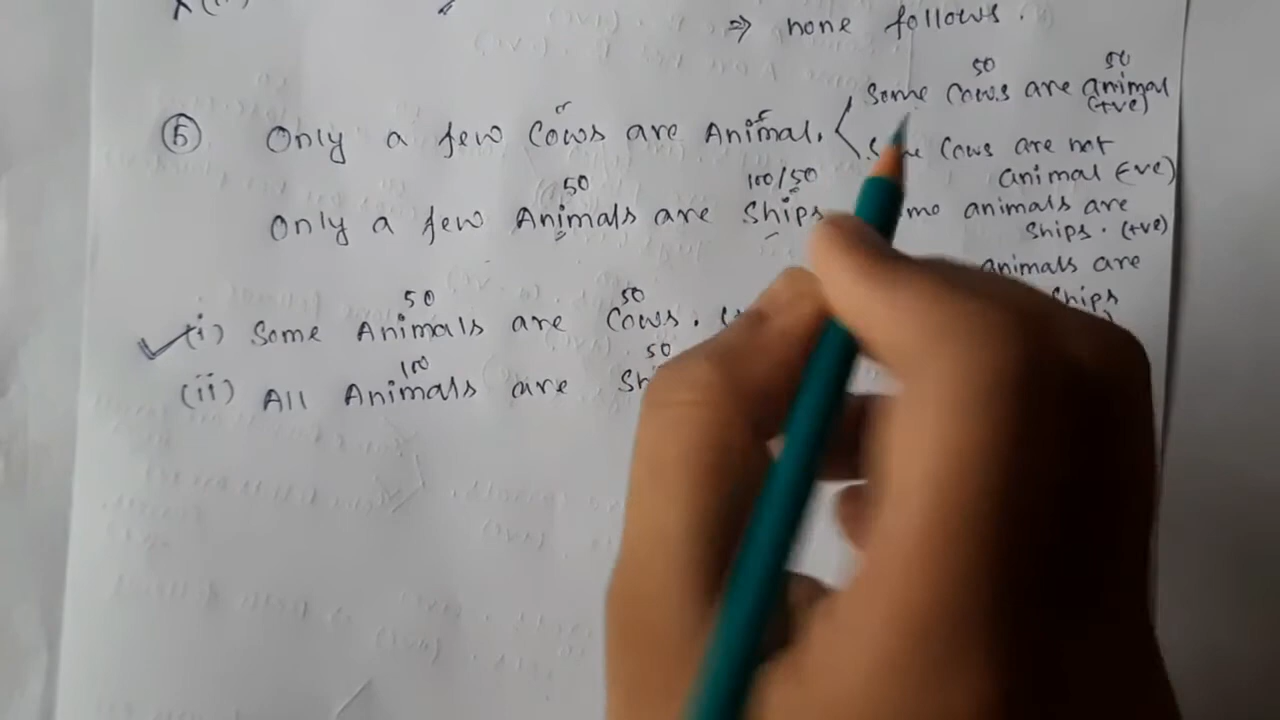 ⇒ none follows.
50 50
Some Cows are animal
(+ve)
⑤ Only a few Cows are Animal.
Cows are not
animal (-ve)
50 100/50
Only a few Animals are Ships
animals are
Ships. (+ve)
animals are
50 50
(i) Some Animals are Cows.
100 50
(ii) All Animals are